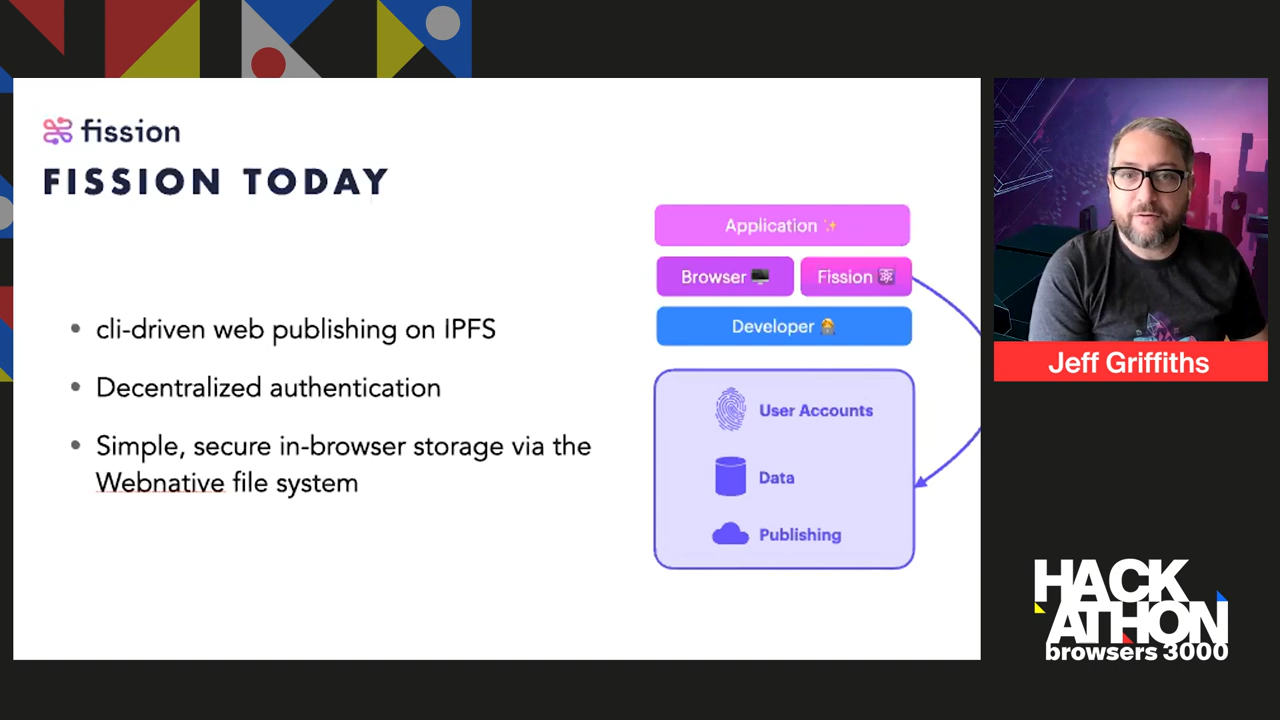 fission
FISSION TODAY
cli-driven web publishing on IPFS
Decentralized authentication
Simple, secure in-browser storage via the
Webnative file system
Application
Browser
Fission
Developer
User Accounts
Data
Publishing
Jeff Griffiths
HACK
ATHON
browsers 3000